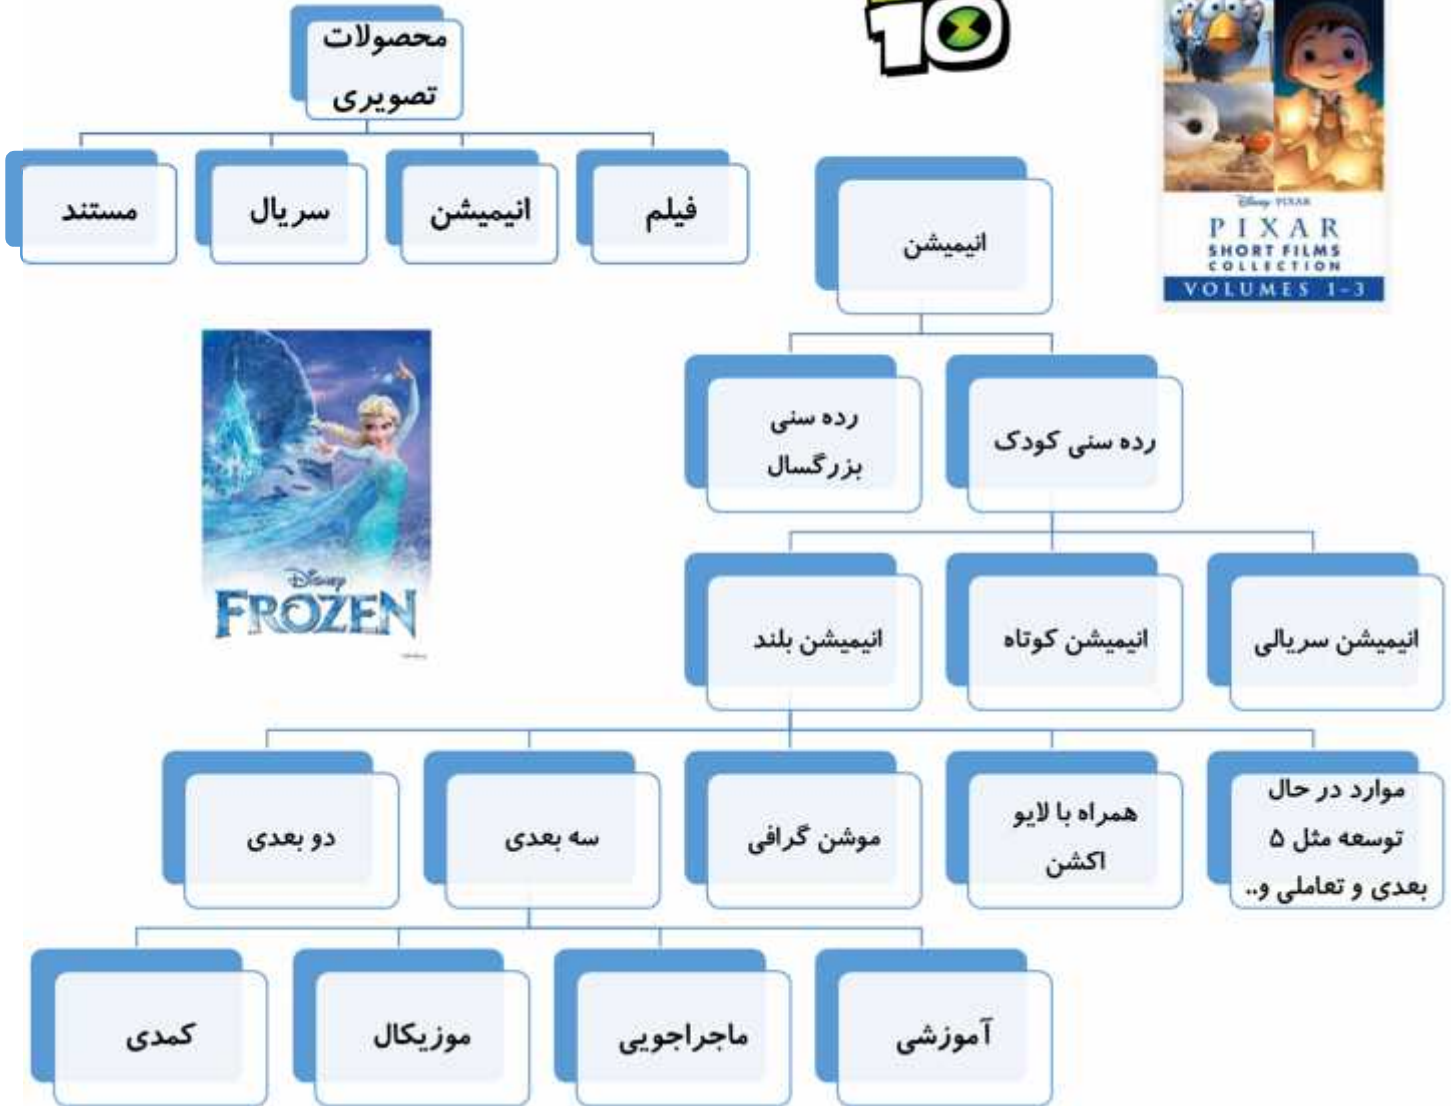 محصولات
تصویری
فیلم
انیمیشن
سریال
مستند
10
Disney PIXAR
PIXAR
SHORT FILMS
COLLECTION
VOLUMES 1-3
Disney
FROZEN
انیمیشن
رده سنی کودک
رده سنی
بزرگسال
انیمیشن سریالی
انیمیشن کوتاه
انیمیشن بلند
موارد در حال
توسعه مثل ۵
بعدی و تعاملی و..
همراه با لایو
اکشن
موشن گرافی
سه بعدی
دو بعدی
آموزشی
ماجراجویی
موزیکال
کمدی